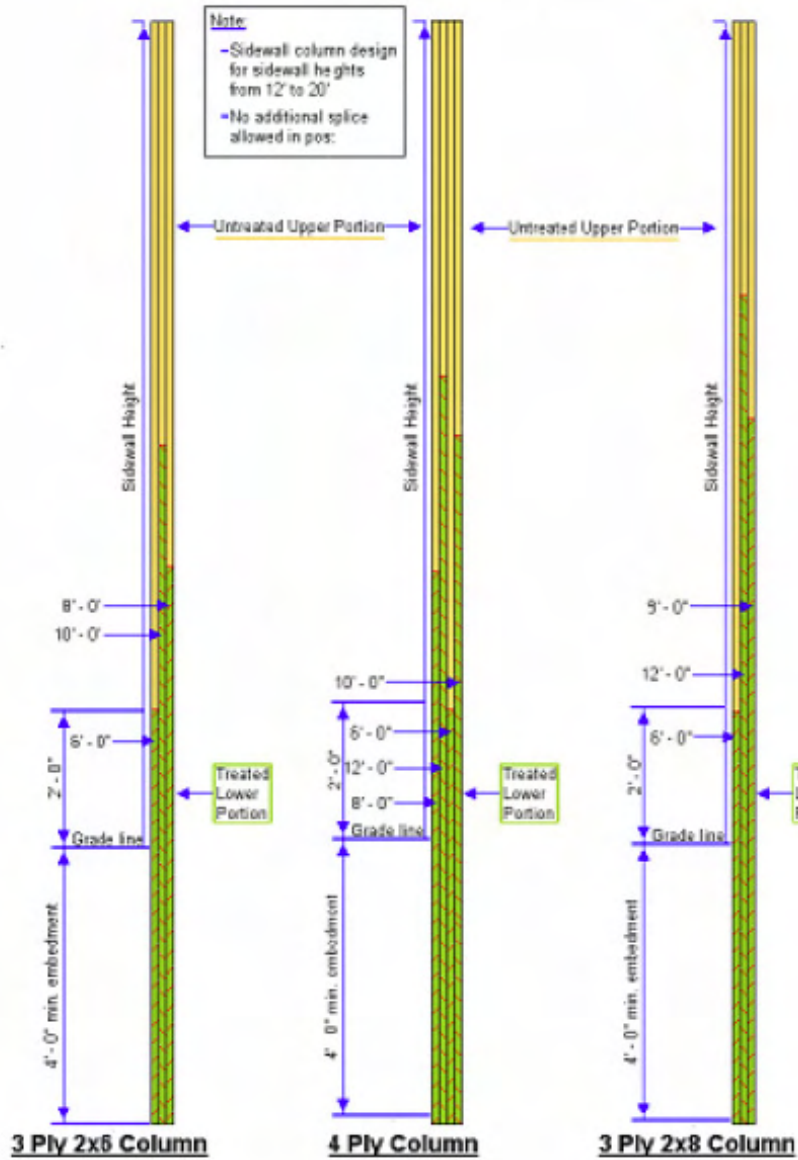 Note:
-Sidewall column design
for sidewall heights
from 12' to 20'
-No additional splice
allowed in pos:
Untreated Upper Portion
Untreated Upper Portion
Sidewall Height
Sidewall Height
Sidewall Height
8'-0'
10'-0'
6'-0"
2'-0"
Treated
Lower
Portion
Grade line
4'-0" min. embedment
3 Ply 2x6 Column
10'-0"
6'-0"
12'-0"
8'-0"
2'-0"
Treated
Lower
Portion
Grade line
4' 0" min. embedment
4 Ply Column
9'-0"
12'-0"
6'-0"
2'-0"
Grade line
4'-0" min. embedment
3 Ply 2x8 Column